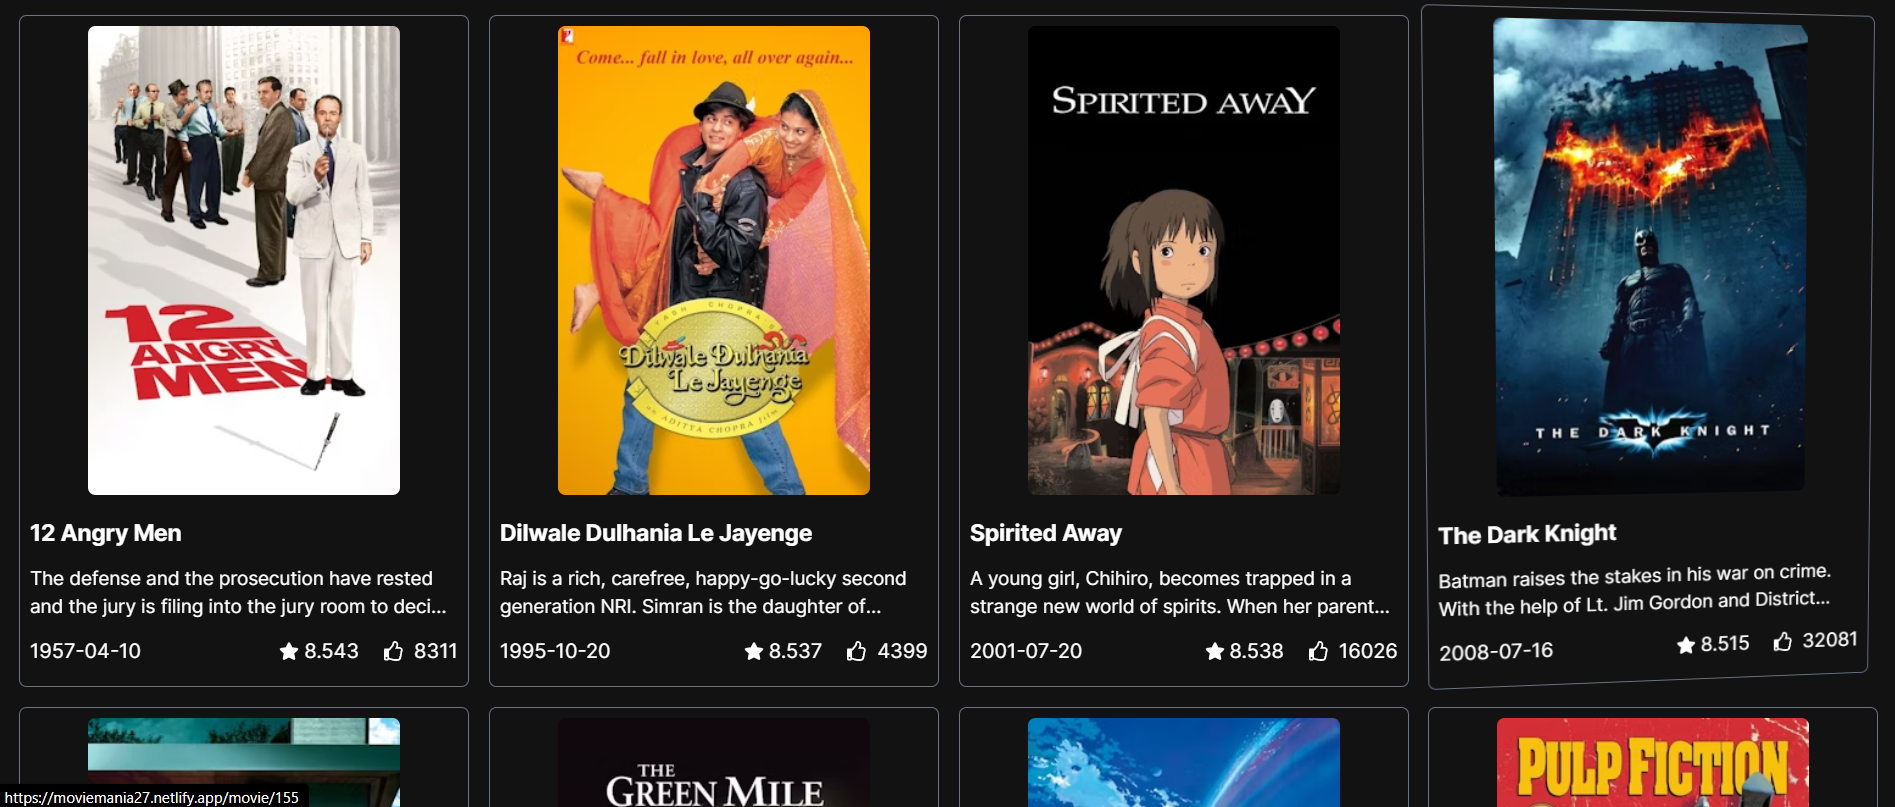 12
ANGRY
MEN
12 Angry Men
The defense and the prosecution have rested
and the jury is filing into the jury room to deci...
1957-04-10 8.543 8311
Come... fall in love, all over again...
YASH CHOPRA'S
Dilwale Dulhania
Le Jayenge
an ADITYA CHOPRA film
Dilwale Dulhania Le Jayenge
Raj is a rich, carefree, happy-go-lucky second
generation NRI. Simran is the daughter of...
1995-10-20 8.537 4399
SPIRITED AWAY
Spirited Away
A young girl, Chihiro, becomes trapped in a
strange new world of spirits. When her parent...
2001-07-20 8.538 16026
THE DARK KNIGHT
The Dark Knight
Batman raises the stakes in his war on crime.
With the help of Lt. Jim Gordon and District...
2008-07-16 8.515 32081
THE
GREEN MILE
PULP FICTION
https://moviemania27.netlify.app/movie/155